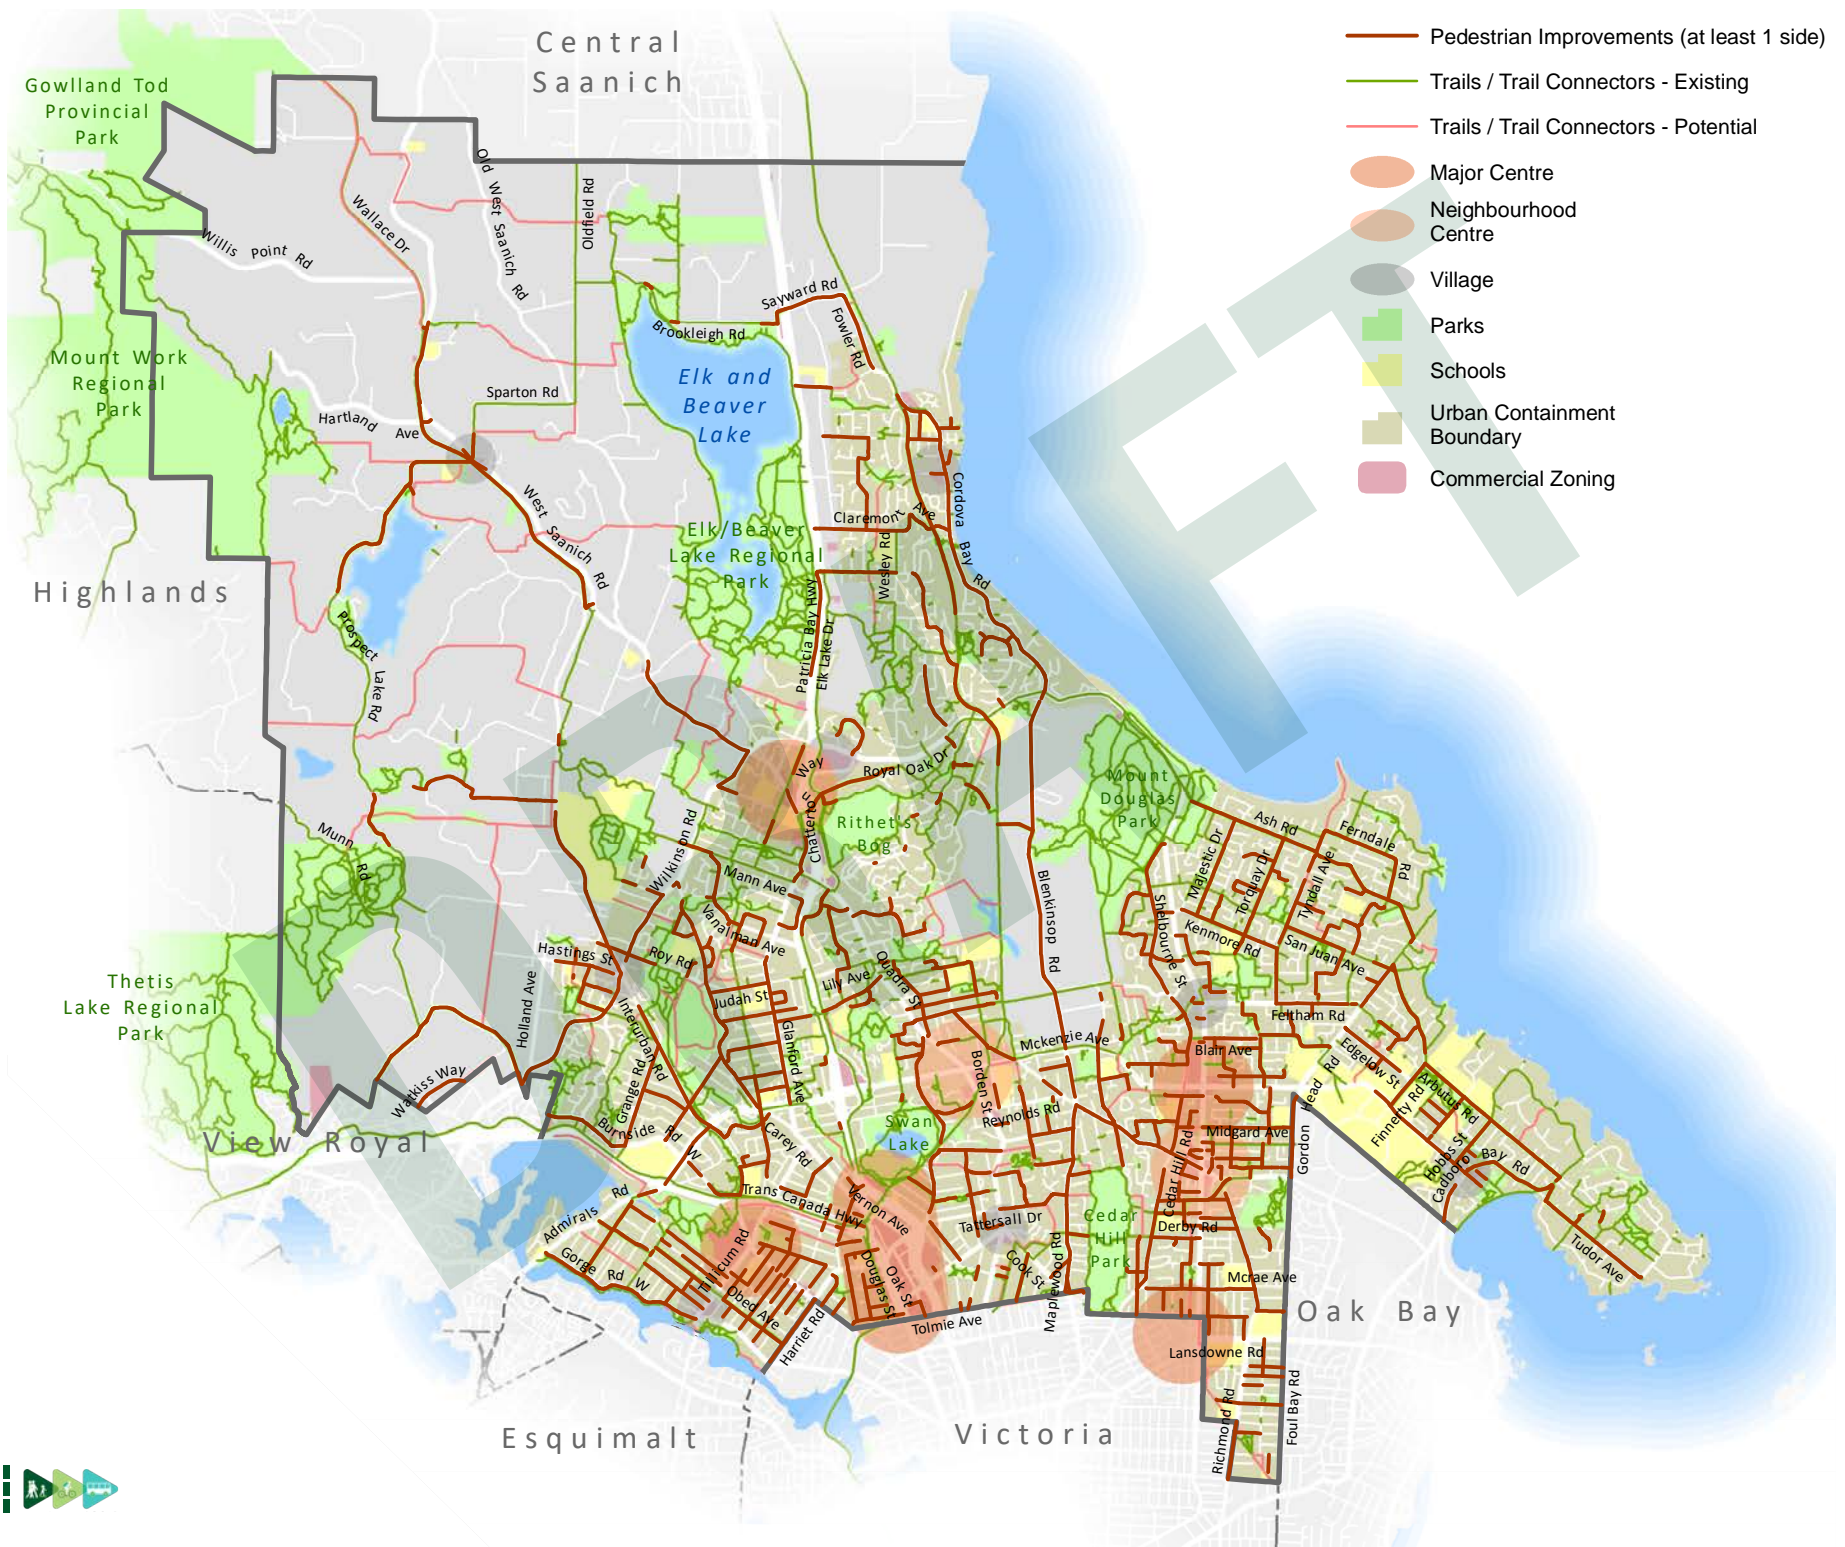 Central
Saanich
Gowlland Tod
Provincial
Park
Pedestrian Improvements (at least 1 side)
Trails / Trail Connectors - Existing
Trails / Trail Connectors - Potential
Major Centre
Neighbourhood
Centre
Village
Parks
Schools
Urban Containment
Boundary
Commercial Zoning
DRAFT
Old West Saanich Rd
Oldfield Rd
Wallace Dr
Willis Point Rd
Sayward Rd
Fowler Rd
Brookleigh Rd
Mount Work
Regional
Park
Elk and
Beaver
Lake
Sparton Rd
Hartland Ave
West Saanich Rd
Cordova Bay Rd
Claremont Ave
Wesley Rd
Elk/Beaver
Lake Regional
Park
Highlands
Patricia Bay Hwy
Elk Lake Dr
Prospect Lake Rd
Royal Oak Dr
Chatterton Way
Rithet's
Bog
Mount
Douglas
Park
Munn Rd
Wilkinson Rd
Mann Ave
Vanalman Ave
Blenkinsop Rd
Majestic Dr
Ash Rd
Ferndale Rd
Torquay Dr
Tyndall Ave
Shelbourne St
Kenmore Rd
San Juan Ave
Hastings St
Roy Rd
Lily Ave
Quadra St
Judah St
Thetis
Lake Regional
Park
Holland Ave
Interurban Rd
Glanford Ave
Feltham Rd
Mckenzie Ave
Blair Ave
Edgelow St
Borden St
Grange Rd
Watkiss Way
Burnside Rd W
Carey Rd
Swan
Lake
Reynolds Rd
Midgard Ave
Cedar Hill Rd
Gordon Head Rd
Finnerty Rd
Arbutus Rd
Hobbs St
Cadboro Bay Rd
View Royal
Admirals Rd
Trans Canada Hwy
Vernon Ave
Tattersall Dr
Cedar
Hill
Park
Derby Rd
Tudor Ave
Gorge Rd W
Tillicum Rd
Obed Ave
Douglas St
Oak St
Cook St
Maplewood Rd
Mcrae Ave
Harriet Rd
Tolmie Ave
Oak Bay
Lansdowne Rd
Richmond Rd
Foul Bay Rd
Esquimalt
Victoria